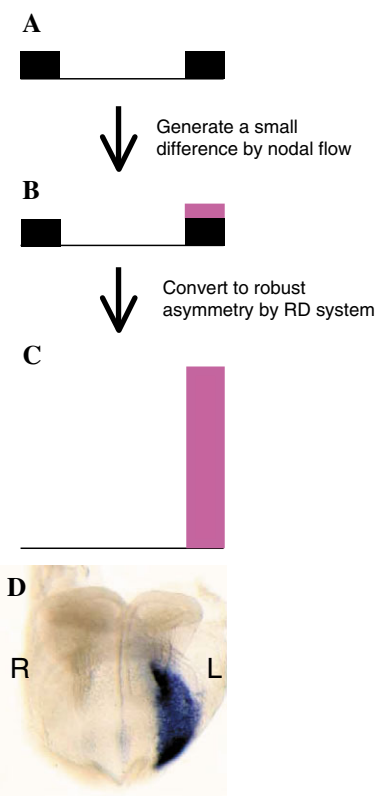 A
Generate a small
difference by nodal flow
B
Convert to robust
asymmetry by RD system
C
D
R
L